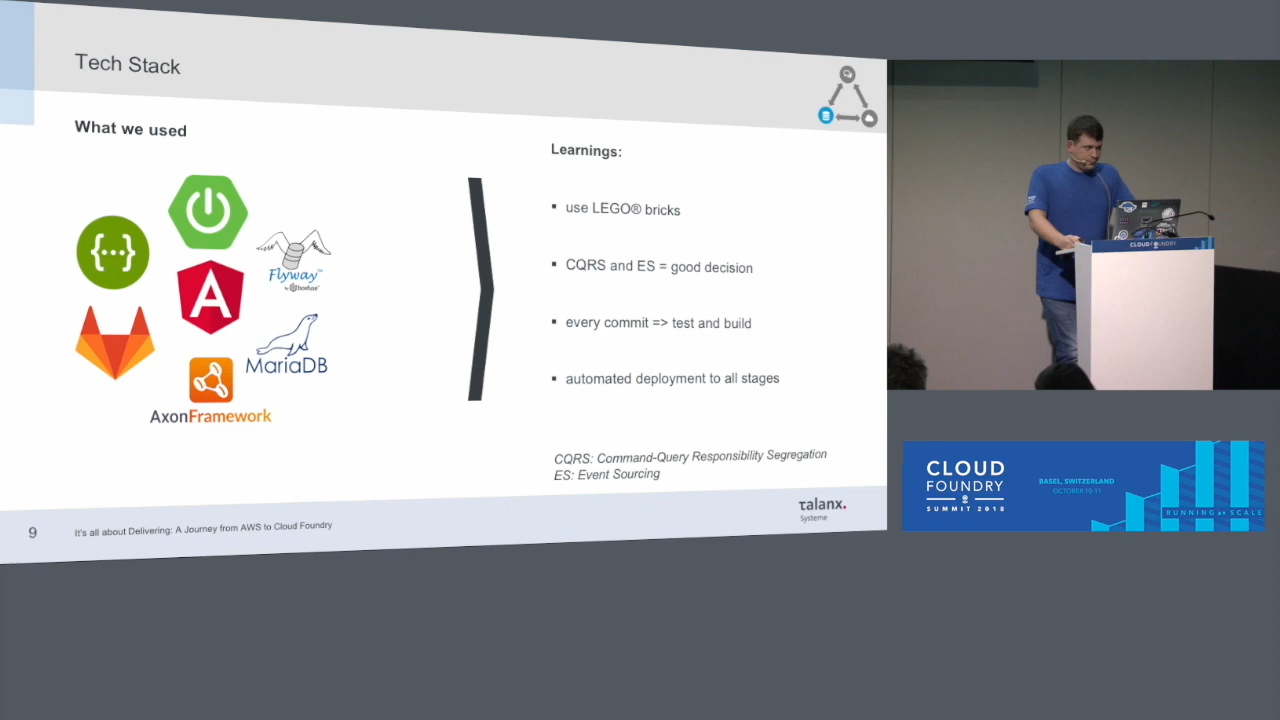 Tech Stack
What we used
Flyway™
by boxfuse
MariaDB
AxonFramework
Learnings:
▪ use LEGO® bricks
▪ CQRS and ES = good decision
▪ every commit => test and build
▪ automated deployment to all stages
CQRS: Command-Query Responsibility Segregation
ES: Event Sourcing
9
It's all about Delivering: A Journey from AWS to Cloud Foundry
talanx.
Systeme
CLOUD FOUNDRY
CLOUD
FOUNDRY
SUMMIT 2018
BASEL, SWITZERLAND
OCTOBER 10-11
RUNNING AT SCALE